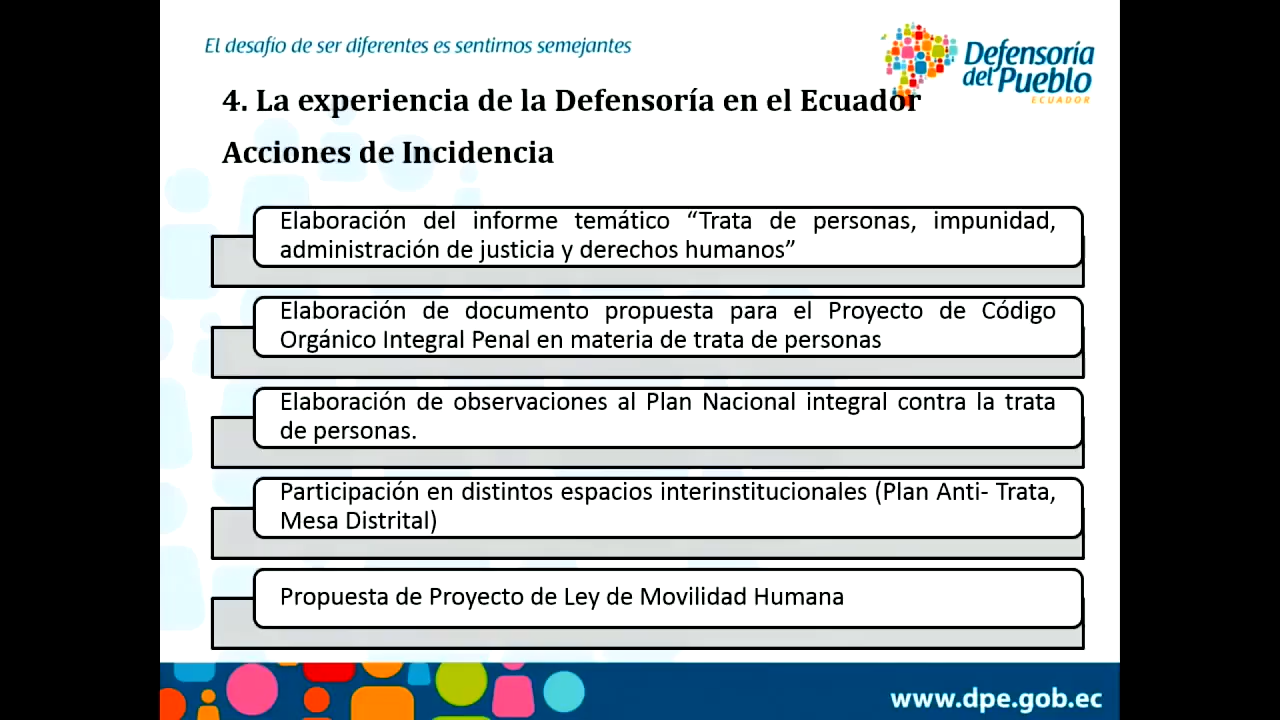 El desafío de ser diferentes es sentirnos semejantes
Defensoría
del Pueblo
ECUADOR
4. La experiencia de la Defensoría en el Ecuador
Acciones de Incidencia
Elaboración del informe temático “Trata de personas, impunidad,
administración de justicia y derechos humanos”
Elaboración de documento propuesta para el Proyecto de Código
Orgánico Integral Penal en materia de trata de personas
Elaboración de observaciones al Plan Nacional integral contra la trata
de personas.
Participación en distintos espacios interinstitucionales (Plan Anti- Trata,
Mesa Distrital)
Propuesta de Proyecto de Ley de Movilidad Humana
www.dpe.gob.ec